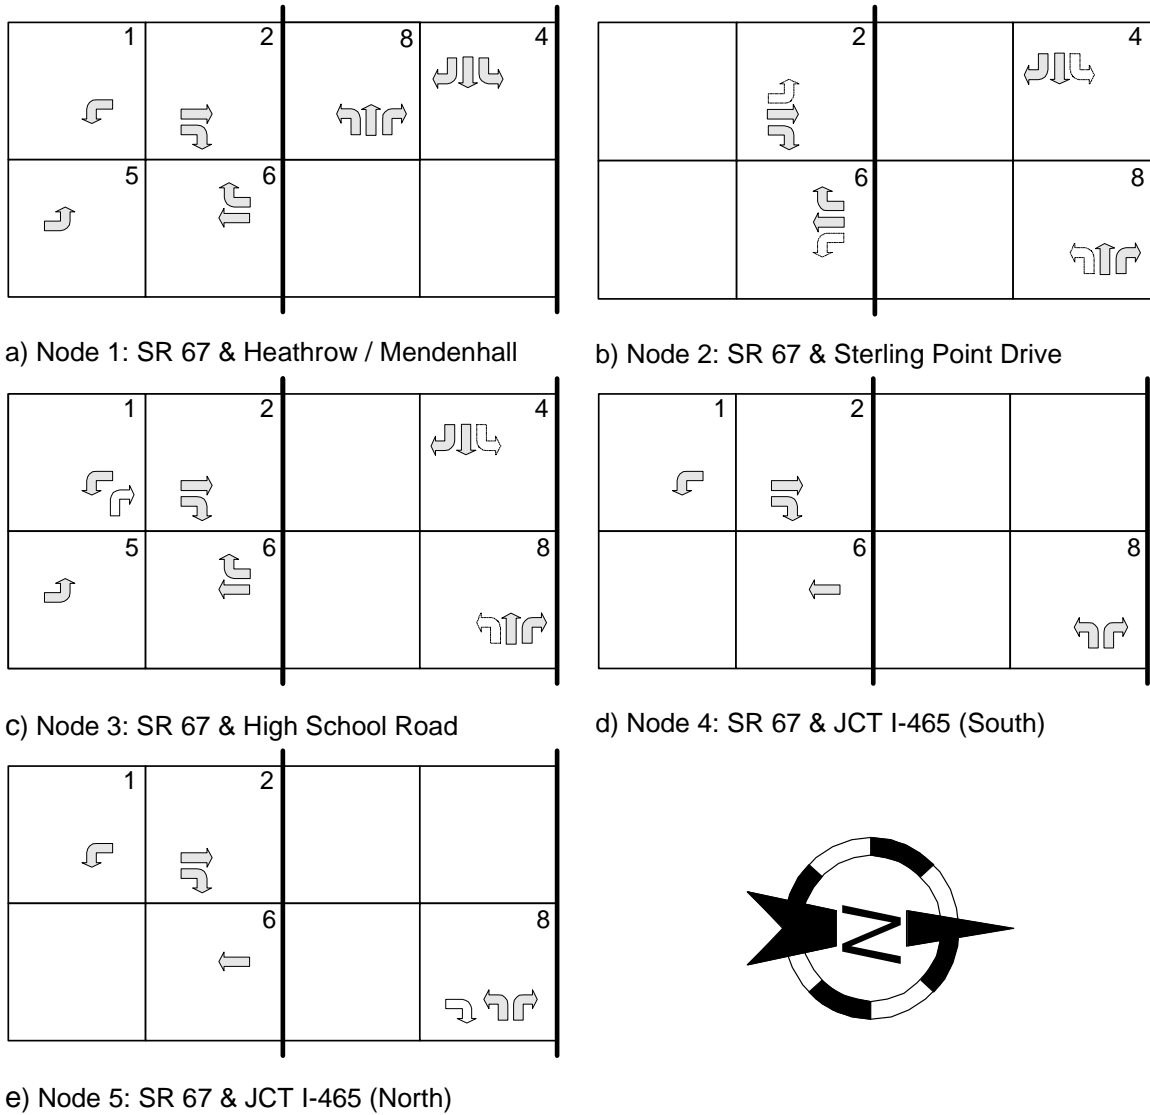 1 2 8 4
5 6
a) Node 1: SR 67 & Heathrow / Mendenhall
2 4
6 8
b) Node 2: SR 67 & Sterling Point Drive
1 2 4
5 6 8
c) Node 3: SR 67 & High School Road
1 2
6 8
d) Node 4: SR 67 & JCT I-465 (South)
1 2
6 8
e) Node 5: SR 67 & JCT I-465 (North)
N